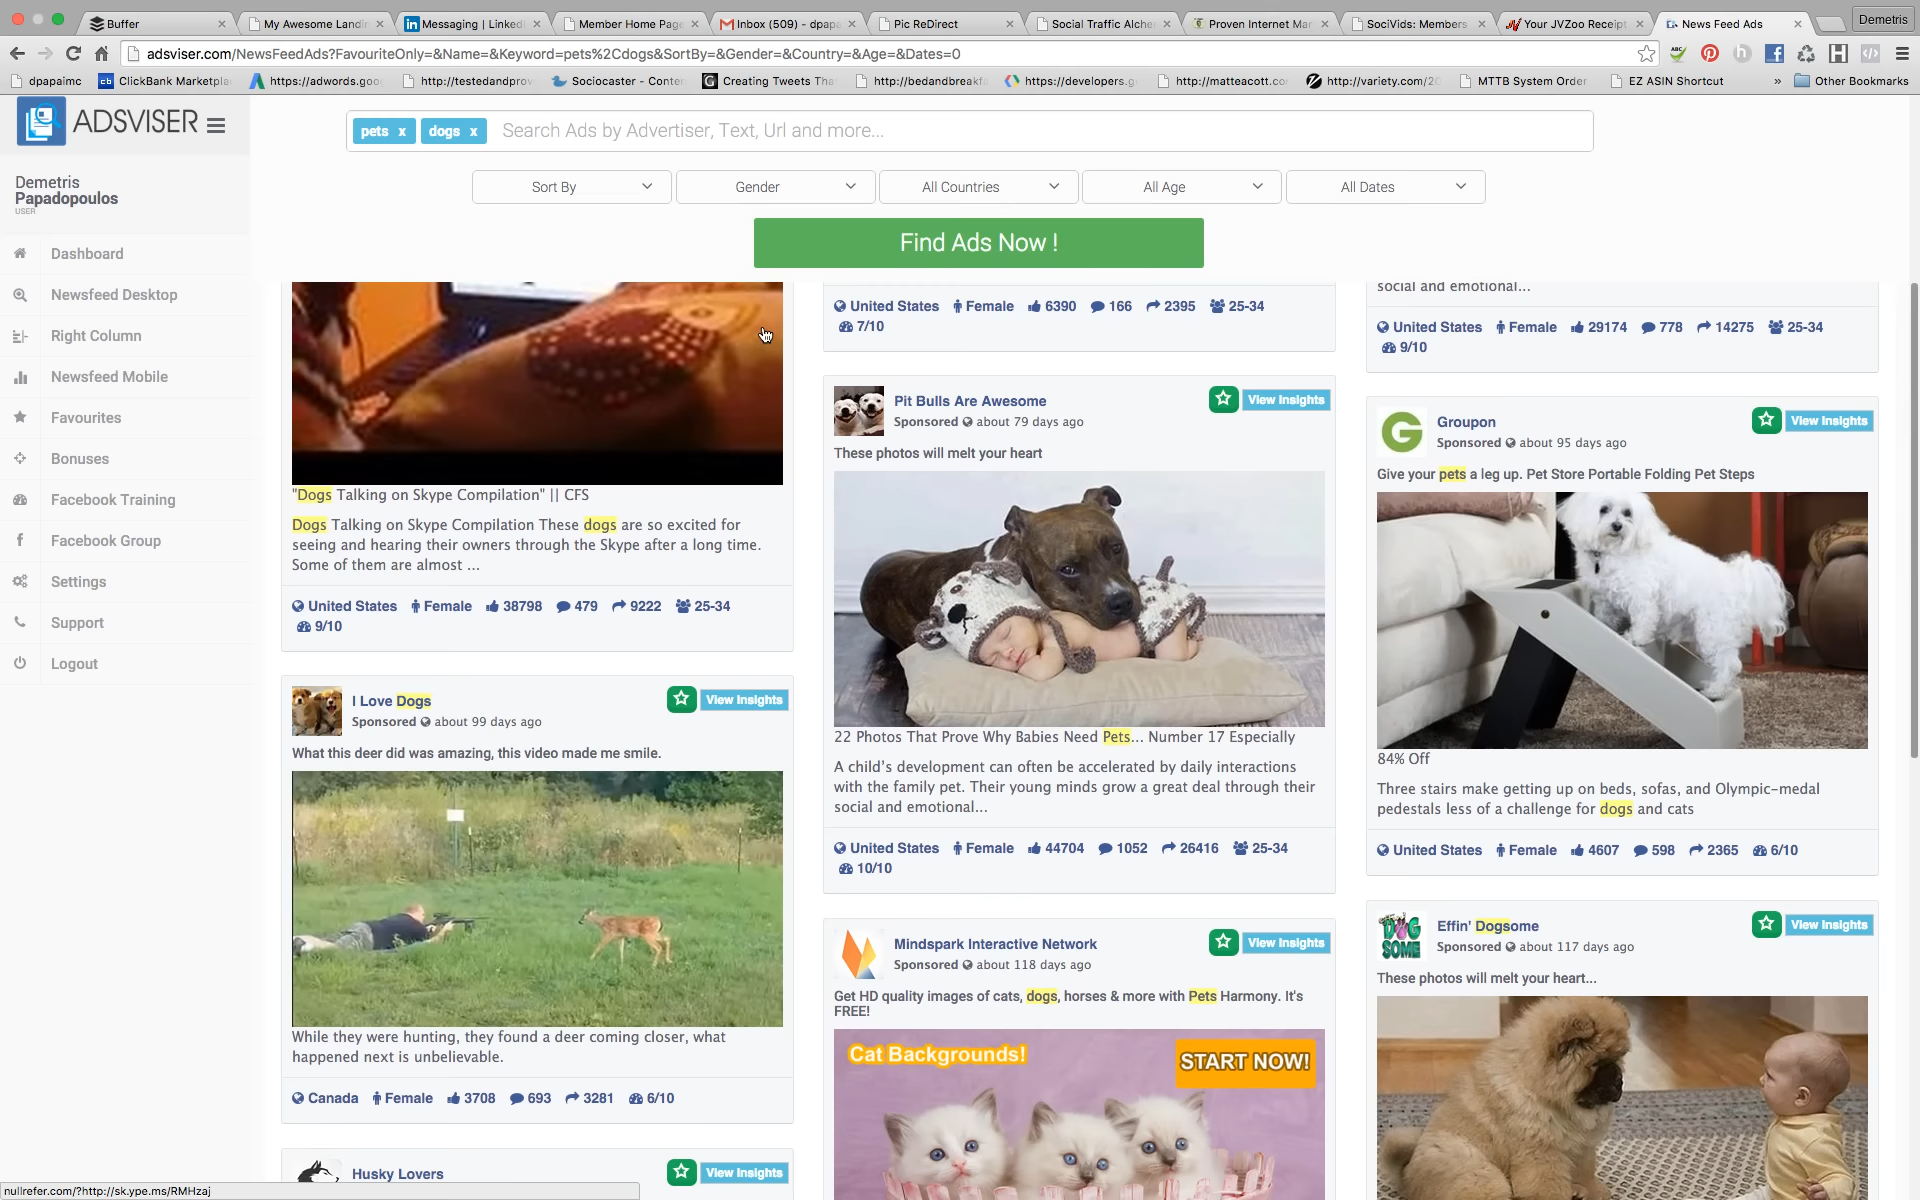 Buffer
My Awesome Landi
Messaging | LinkedI
Member Home Page
Inbox (509) - dpapa
Pic ReDirect
Social Traffic Alche
Proven Internet Mar
SociVids: Members
Your JVZoo Receipt
News Feed Ads
Demetris
adsviser.com/NewsFeedAds?FavouriteOnly=&Name=&Keyword=pets%2Cdogs&SortBy=&Gender=&Country=&Age=&Dates=0
dpapaimc
ClickBank Marketpla
https://adwords.goo
http://testedandprov
Sociocaster - Conten
Creating Tweets Tha
http://bedandbreakfa
https://developers.g
http://matteacott.co
http://variety.com/20
MTTB System Order
EZ ASIN Shortcut
»
Other Bookmarks
ADSVISER
Demetris
Papadopoulos
USER
Dashboard
Newsfeed Desktop
Right Column
Newsfeed Mobile
Favourites
Bonuses
Facebook Training
Facebook Group
Settings
Support
Logout
pets x
dogs x
Search Ads by Advertiser, Text, Url and more...
Sort By
Gender
All Countries
All Age
All Dates
Find Ads Now !
"Dogs Talking on Skype Compilation" || CFS
Dogs Talking on Skype Compilation These dogs are so excited for
seeing and hearing their owners through the Skype after a long time.
Some of them are almost ...
United States Female 38798 479 9222 25-34
9/10
I Love Dogs
View Insights
Sponsored about 99 days ago
What this deer did was amazing, this video made me smile.
While they were hunting, they found a deer coming closer, what
happened next is unbelievable.
Canada Female 3708 693 3281 6/10
Husky Lovers
View Insights
United States Female 6390 166 2395 25-34
7/10
Pit Bulls Are Awesome
View Insights
Sponsored about 79 days ago
These photos will melt your heart
22 Photos That Prove Why Babies Need Pets... Number 17 Especially
A child's development can often be accelerated by daily interactions
with the family pet. Their young minds grow a great deal through their
social and emotional...
United States Female 44704 1052 26416 25-34
10/10
Mindspark Interactive Network
View Insights
Sponsored about 118 days ago
Get HD quality images of cats, dogs, horses & more with Pets Harmony. It's
FREE!
Cat Backgrounds!
START NOW!
social and emotional...
United States Female 29174 778 14275 25-34
9/10
Groupon
View Insights
Sponsored about 95 days ago
Give your pets a leg up. Pet Store Portable Folding Pet Steps
84% Off
Three stairs make getting up on beds, sofas, and Olympic-medal
pedestals less of a challenge for dogs and cats
United States Female 4607 598 2365 6/10
DOG
SOME
Effin' Dogsome
View Insights
Sponsored about 117 days ago
These photos will melt your heart...
nullrefer.com/?http://sk.ype.ms/RMHzaj